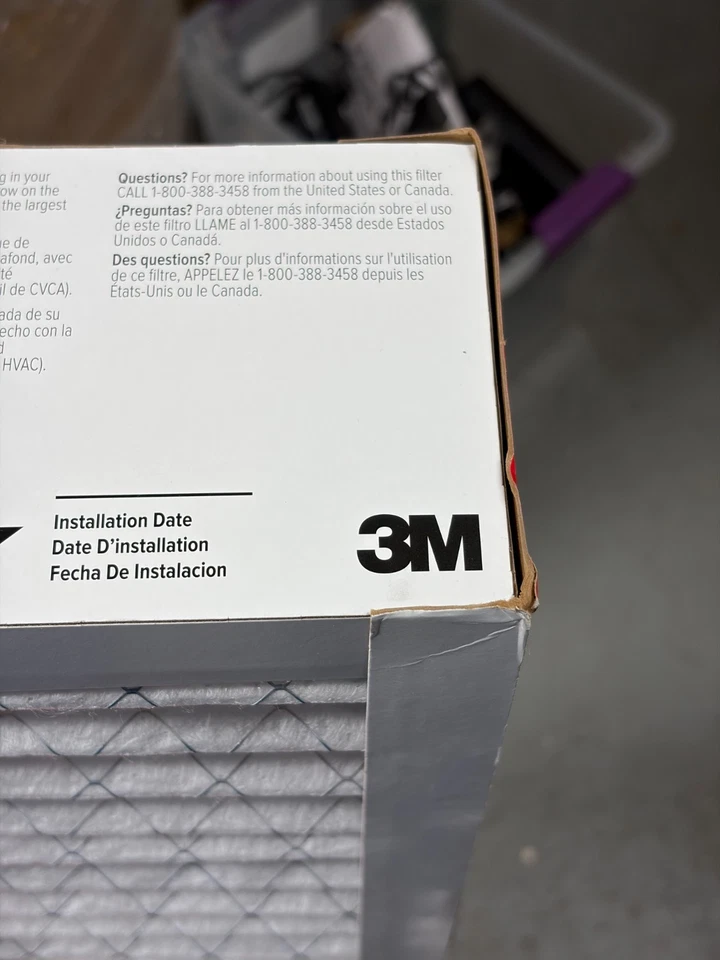 g in your
ow on the
the largest
ne de
afond, avec
té
il de CVCA).
ada de su
echo con la
d
HVAC).
Questions? For more information about using this filter
CALL 1-800-388-3458 from the United States or Canada.
¿Preguntas? Para obtener más información sobre el uso
de este filtro LLAME al 1-800-388-3458 desde Estados
Unidos o Canadá.
Des questions? Pour plus d'informations sur l'utilisation
de ce filtre, APPELEZ le 1-800-388-3458 depuis les
États-Unis ou le Canada.
Installation Date
Date D'installation
Fecha De Instalacion
3M